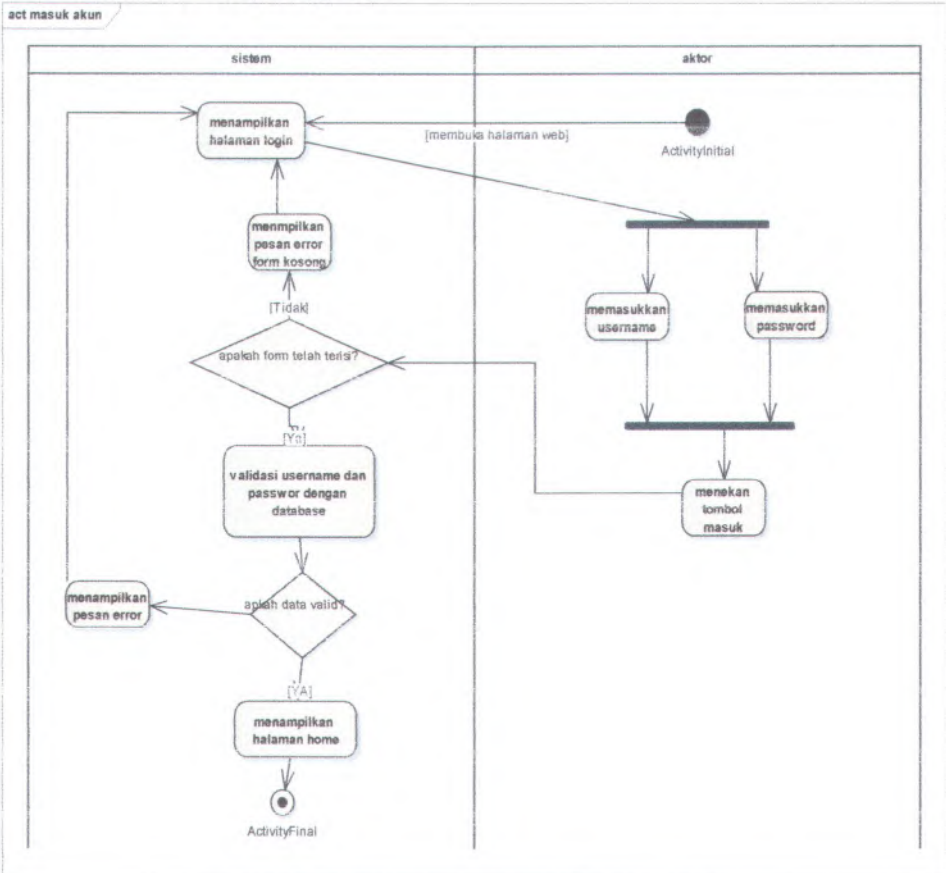 act masuk akun
sistem
aktor
menampilkan
halaman login
[membuka halaman web]
ActivityInitial
menmpilkan
pesan error
form kosong
[Tidak]
memasukkan
username
memasukkan
password
apakah form telah terisi?
[Ya]
validasi username dan
passwor dengan
database
menekan
tombol
masuk
apkah data valid?
menampilkan
pesan error
[YA]
menampilkan
halaman home
ActivityFinal